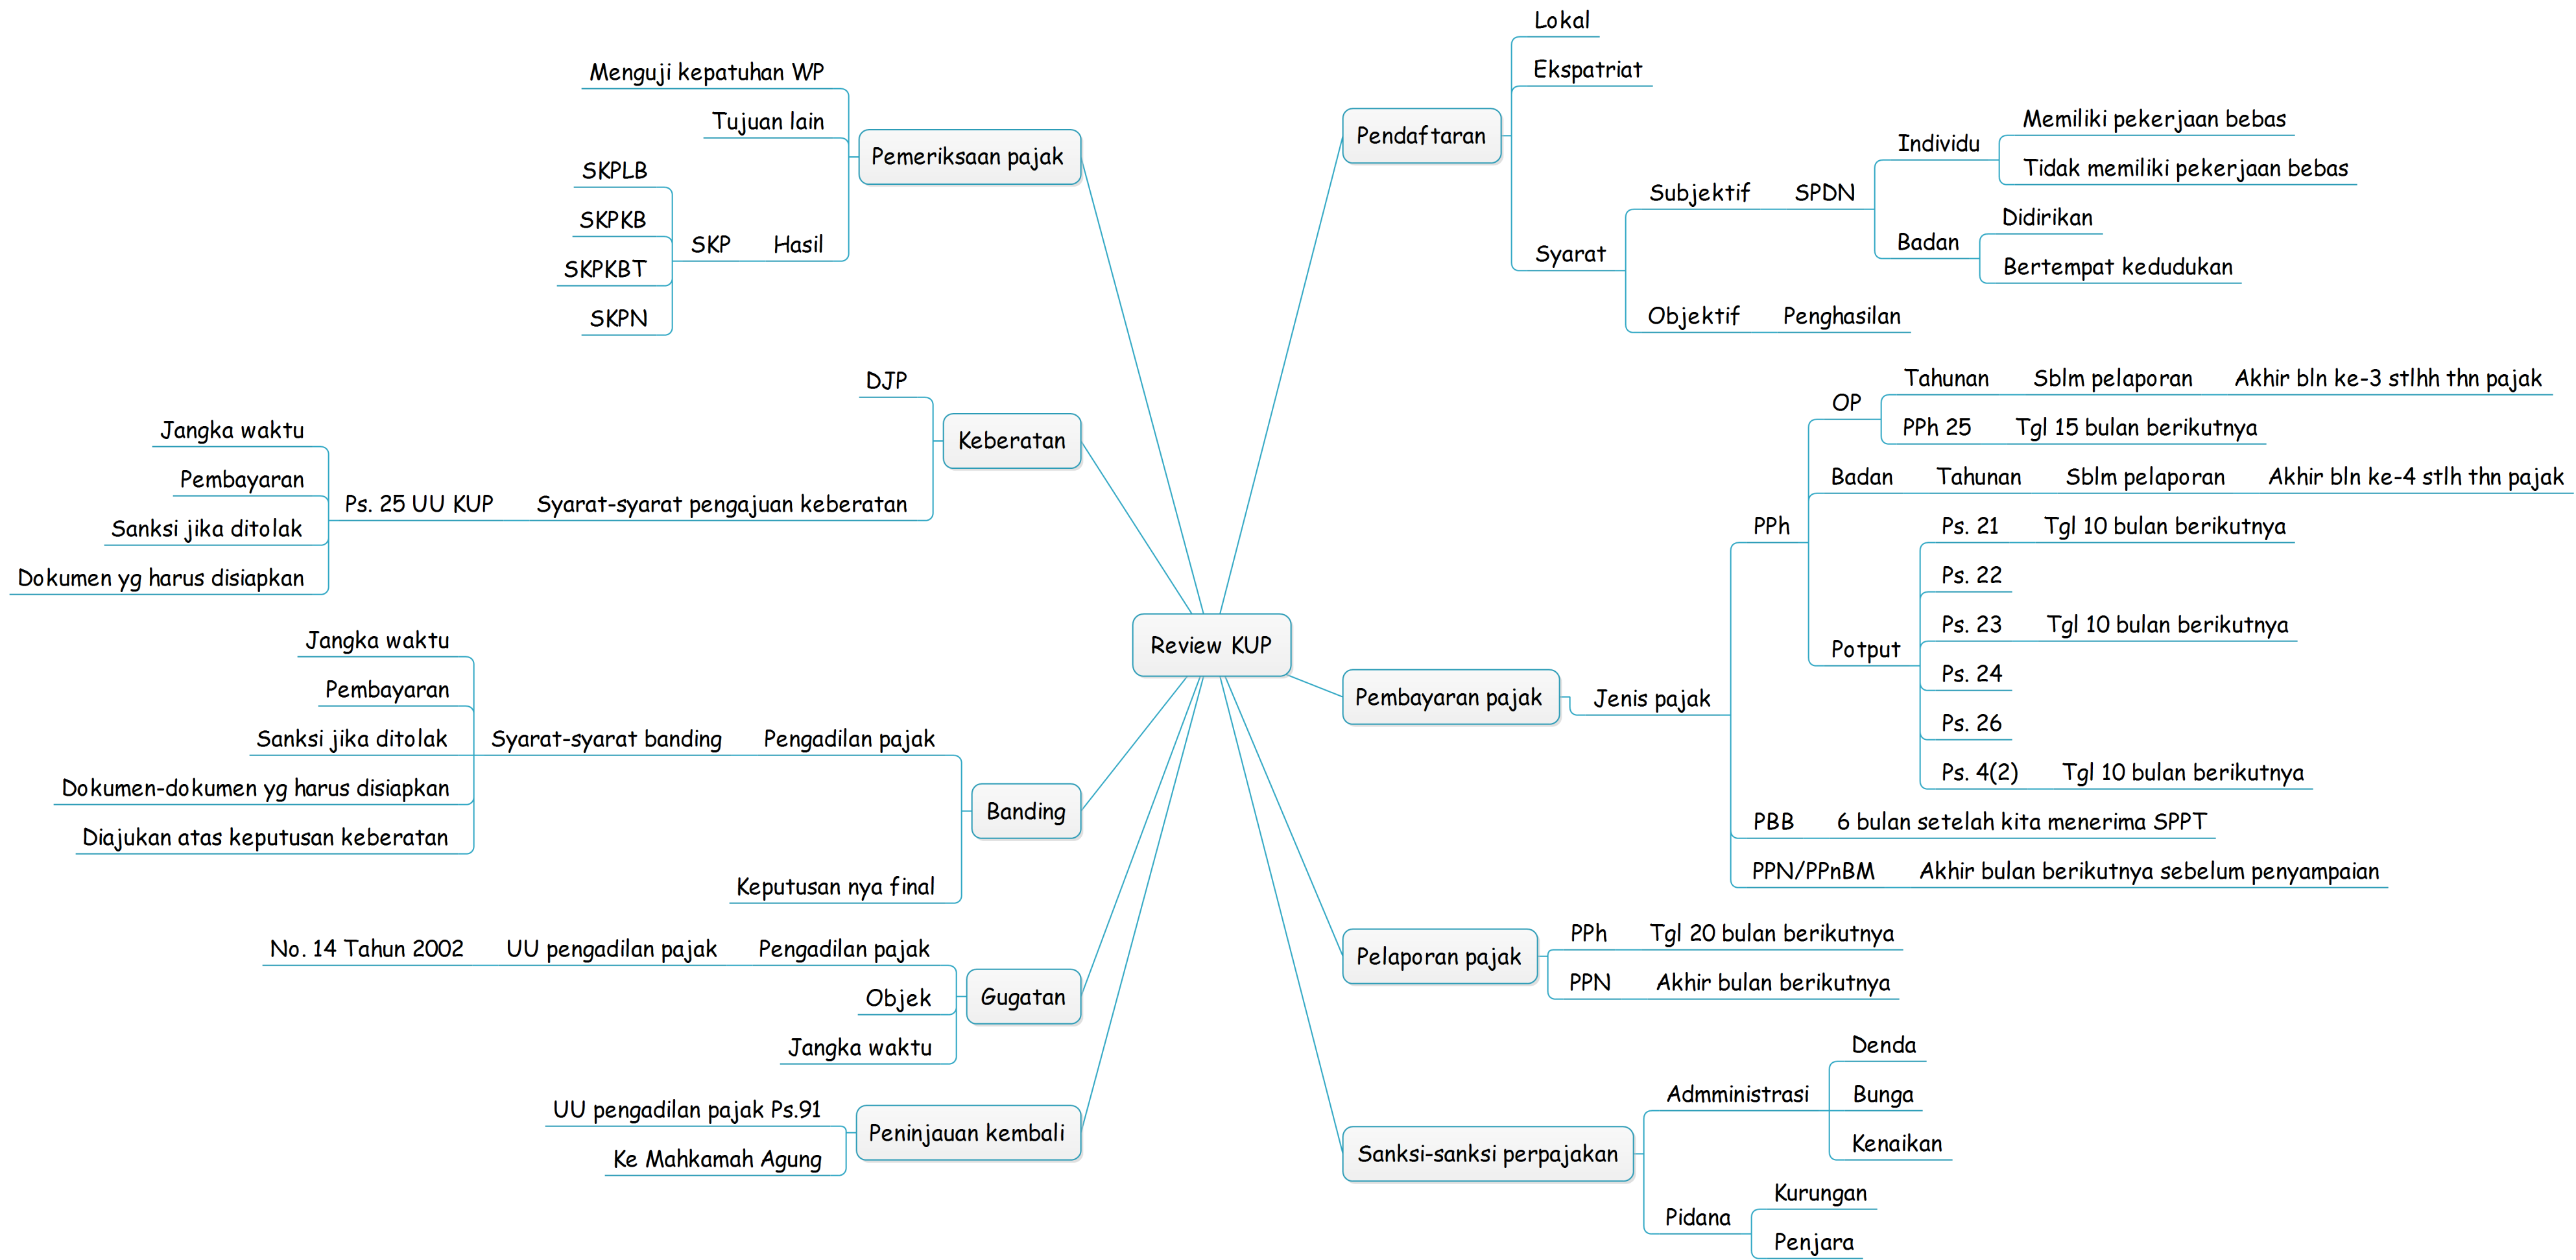 Review KUP
Pendaftaran
Lokal
Ekspatriat
Syarat
Subjektif
SPDN
Individu
Memiliki pekerjaan bebas
Tidak memiliki pekerjaan bebas
Badan
Didirikan
Bertempat kedudukan
Objektif
Penghasilan
Pembayaran pajak
Jenis pajak
PPh
OP
Tahunan
Sblm pelaporan
Akhir bln ke-3 stlhh thn pajak
PPh 25
Tgl 15 bulan berikutnya
Badan
Tahunan
Sblm pelaporan
Akhir bln ke-4 stlh thn pajak
Potput
Ps. 21
Tgl 10 bulan berikutnya
Ps. 22
Ps. 23
Tgl 10 bulan berikutnya
Ps. 24
Ps. 26
Ps. 4(2)
Tgl 10 bulan berikutnya
PBB
6 bulan setelah kita menerima SPPT
PPN/PPnBM
Akhir bulan berikutnya sebelum penyampaian
Pelaporan pajak
PPh
Tgl 20 bulan berikutnya
PPN
Akhir bulan berikutnya
Sanksi-sanksi perpajakan
Admministrasi
Denda
Bunga
Kenaikan
Pidana
Kurungan
Penjara
Pemeriksaan pajak
Menguji kepatuhan WP
Tujuan lain
Hasil
SKP
SKPLB
SKPKB
SKPKBT
SKPN
Keberatan
DJP
Syarat-syarat pengajuan keberatan
Ps. 25 UU KUP
Jangka waktu
Pembayaran
Sanksi jika ditolak
Dokumen yg harus disiapkan
Banding
Pengadilan pajak
Syarat-syarat banding
Jangka waktu
Pembayaran
Sanksi jika ditolak
Dokumen-dokumen yg harus disiapkan
Diajukan atas keputusan keberatan
Keputusan nya final
Gugatan
Pengadilan pajak
UU pengadilan pajak
No. 14 Tahun 2002
Objek
Jangka waktu
Peninjauan kembali
UU pengadilan pajak Ps.91
Ke Mahkamah Agung